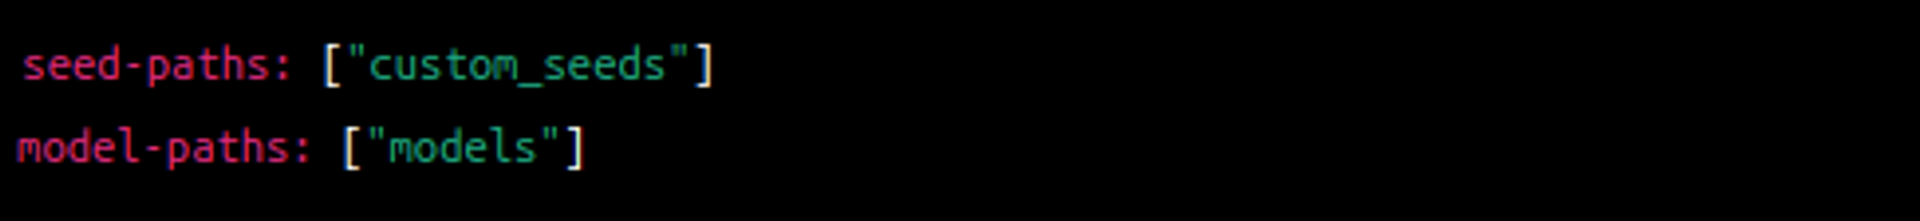 seed-paths: ["custom_seeds"]
model-paths: ["models"]